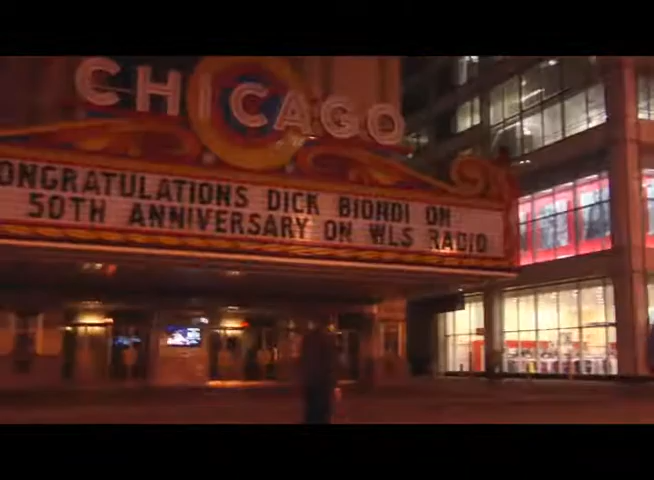 CHICAGO
ONGRATULATIONS DICK BIONDI ON
50TH ANNIVERSARY ON WLS RADIO